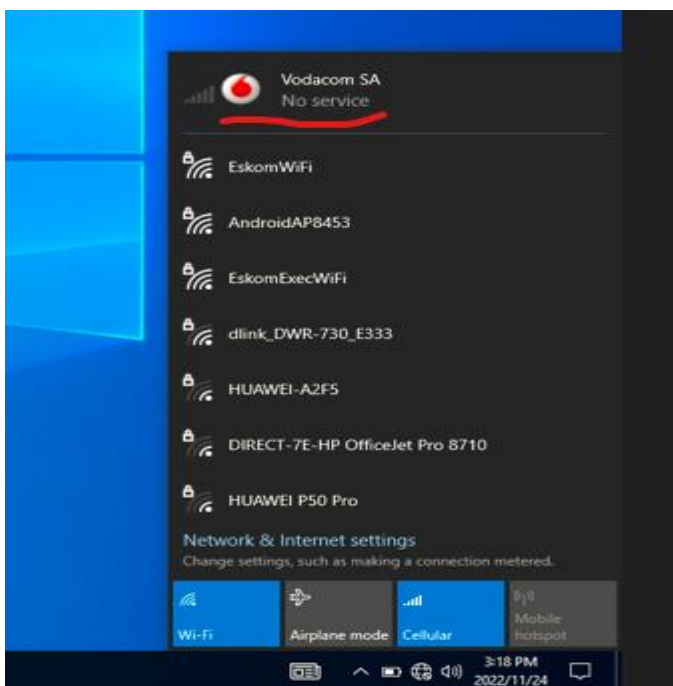 Vodacom SA
No service
EskomWiFi
AndroidAP8453
EskomExecWiFi
dlink_DWR-730_E333
HUAWEI-A2F5
DIRECT-7E-HP OfficeJet Pro 8710
HUAWEI P50 Pro
Network & Internet settings
Change settings, such as making a connection metered.
Wi-Fi
Airplane mode
Cellular
Mobile
hotspot
3:18 PM
2022/11/24